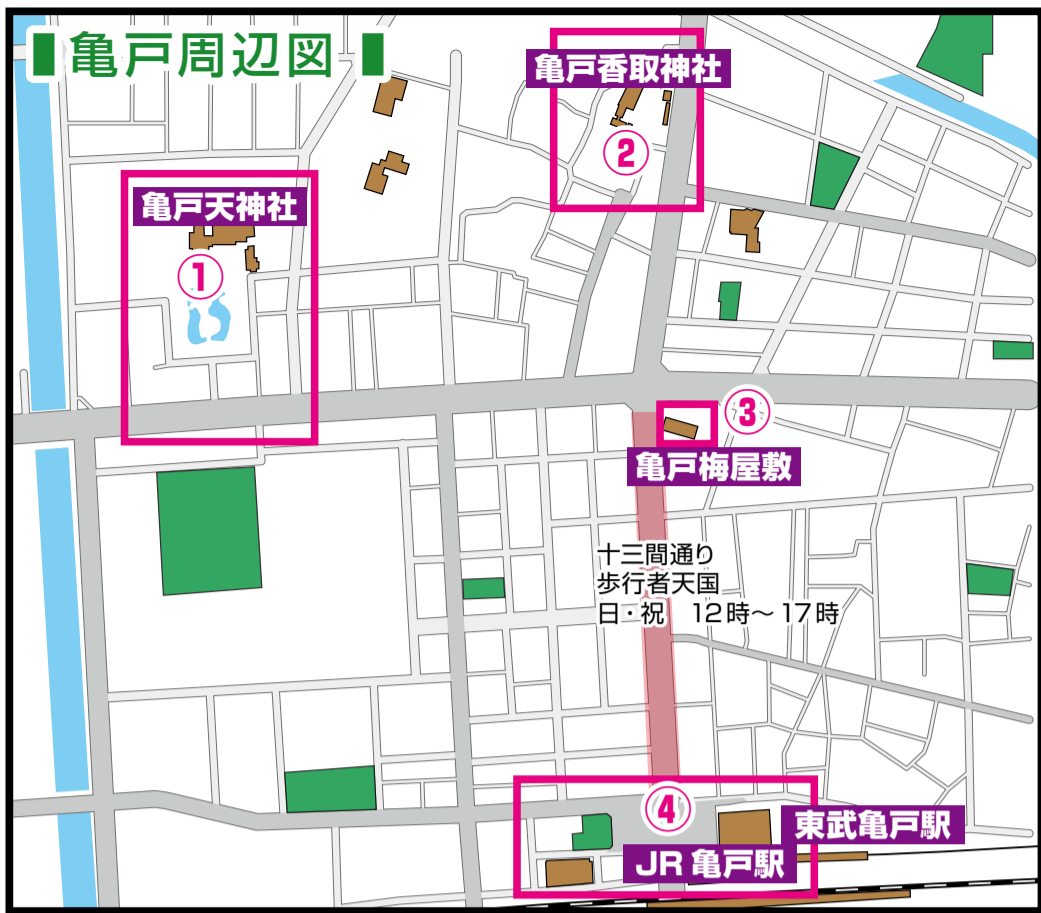 亀戸周辺図
亀戸香取神社
②
亀戸天神社
①
③
亀戸梅屋敷
十三間通り
歩行者天国
日・祝 12時～17時
④
東武亀戸駅
JR亀戸駅